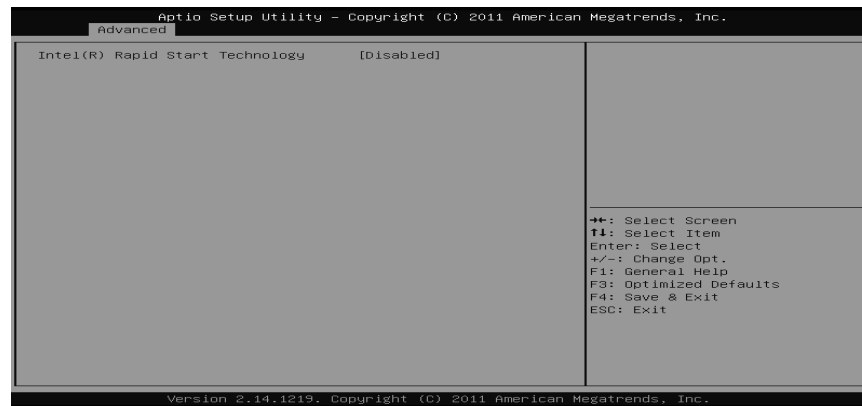 Aptio Setup Utility – Copyright (C) 2011 American Megatrends, Inc.
Advanced
Intel(R) Rapid Start Technology [Disabled]
→←: Select Screen
↑↓: Select Item
Enter: Select
+/-: Change Opt.
F1: General Help
F3: Optimized Defaults
F4: Save & Exit
ESC: Exit
Version 2.14.1219. Copyright (C) 2011 American Megatrends, Inc.